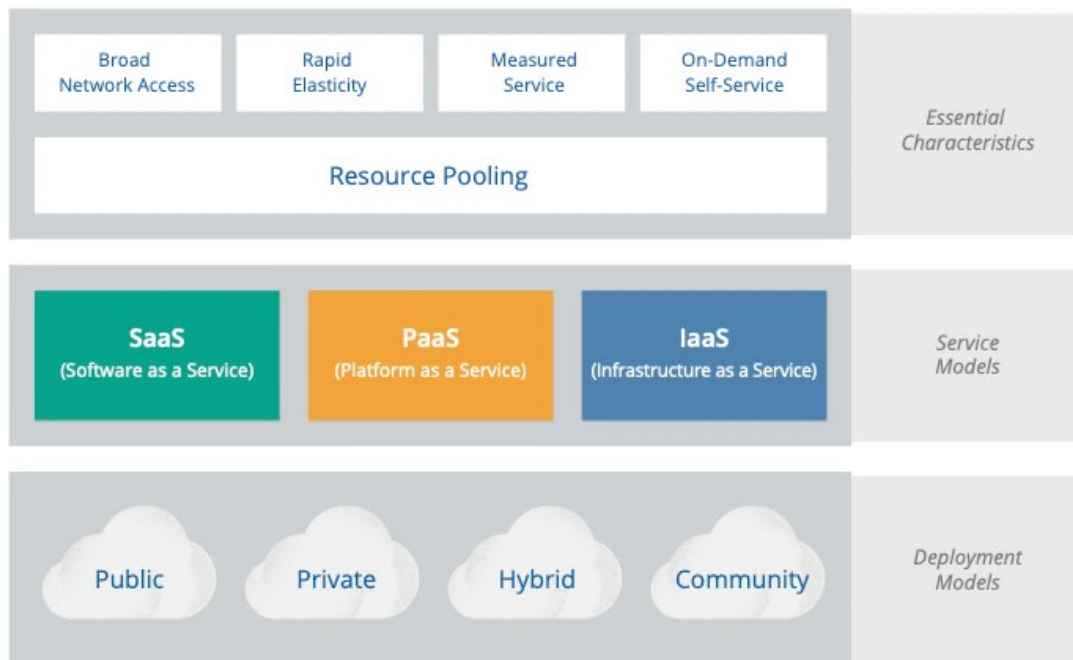 Broad
Network Access
Rapid
Elasticity
Measured
Service
On-Demand
Self-Service
Resource Pooling
Essential
Characteristics
SaaS
(Software as a Service)
PaaS
(Platform as a Service)
IaaS
(Infrastructure as a Service)
Service
Models
Public
Private
Hybrid
Community
Deployment
Models